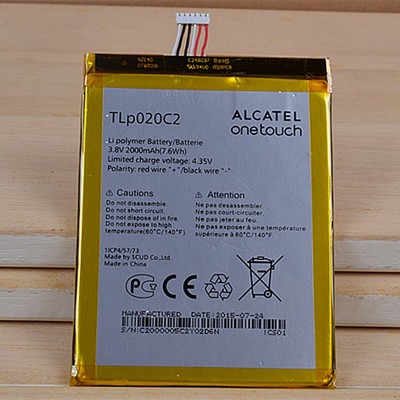 TLp020C2
ALCATEL
onetouch
Li polymer Battery/Batterie
3.8V 2000mAh(7.6Wh)
Limited charge voltage: 4.35V
Polarity: red wire "+"/black wire "-"
Cautions
Do not disassemble.
Do not short circuit.
Do not dispose of in fire.
Do not expose to high
temperature(60°C/140°F).
Attention
Ne pas desassembler.
Ne pas court-circuiter.
Ne pas jeter au feu.
Ne pas exposer à une
température supérieure
à(60°C/140°F).
1ICP4/57/73
Made by SCUD Co.,Ltd.
Made in China
TLp CE
MANUFACTURED DATE:2015-07-24
S/N:C2000005C2Y02D6N
ICS01